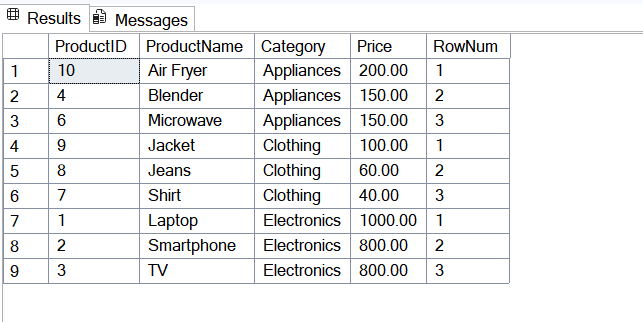 Results Messages
ProductID ProductName Category Price RowNum
1 10 Air Fryer Appliances 200.00 1
2 4 Blender Appliances 150.00 2
3 6 Microwave Appliances 150.00 3
4 9 Jacket Clothing 100.00 1
5 8 Jeans Clothing 60.00 2
6 7 Shirt Clothing 40.00 3
7 1 Laptop Electronics 1000.00 1
8 2 Smartphone Electronics 800.00 2
9 3 TV Electronics 800.00 3